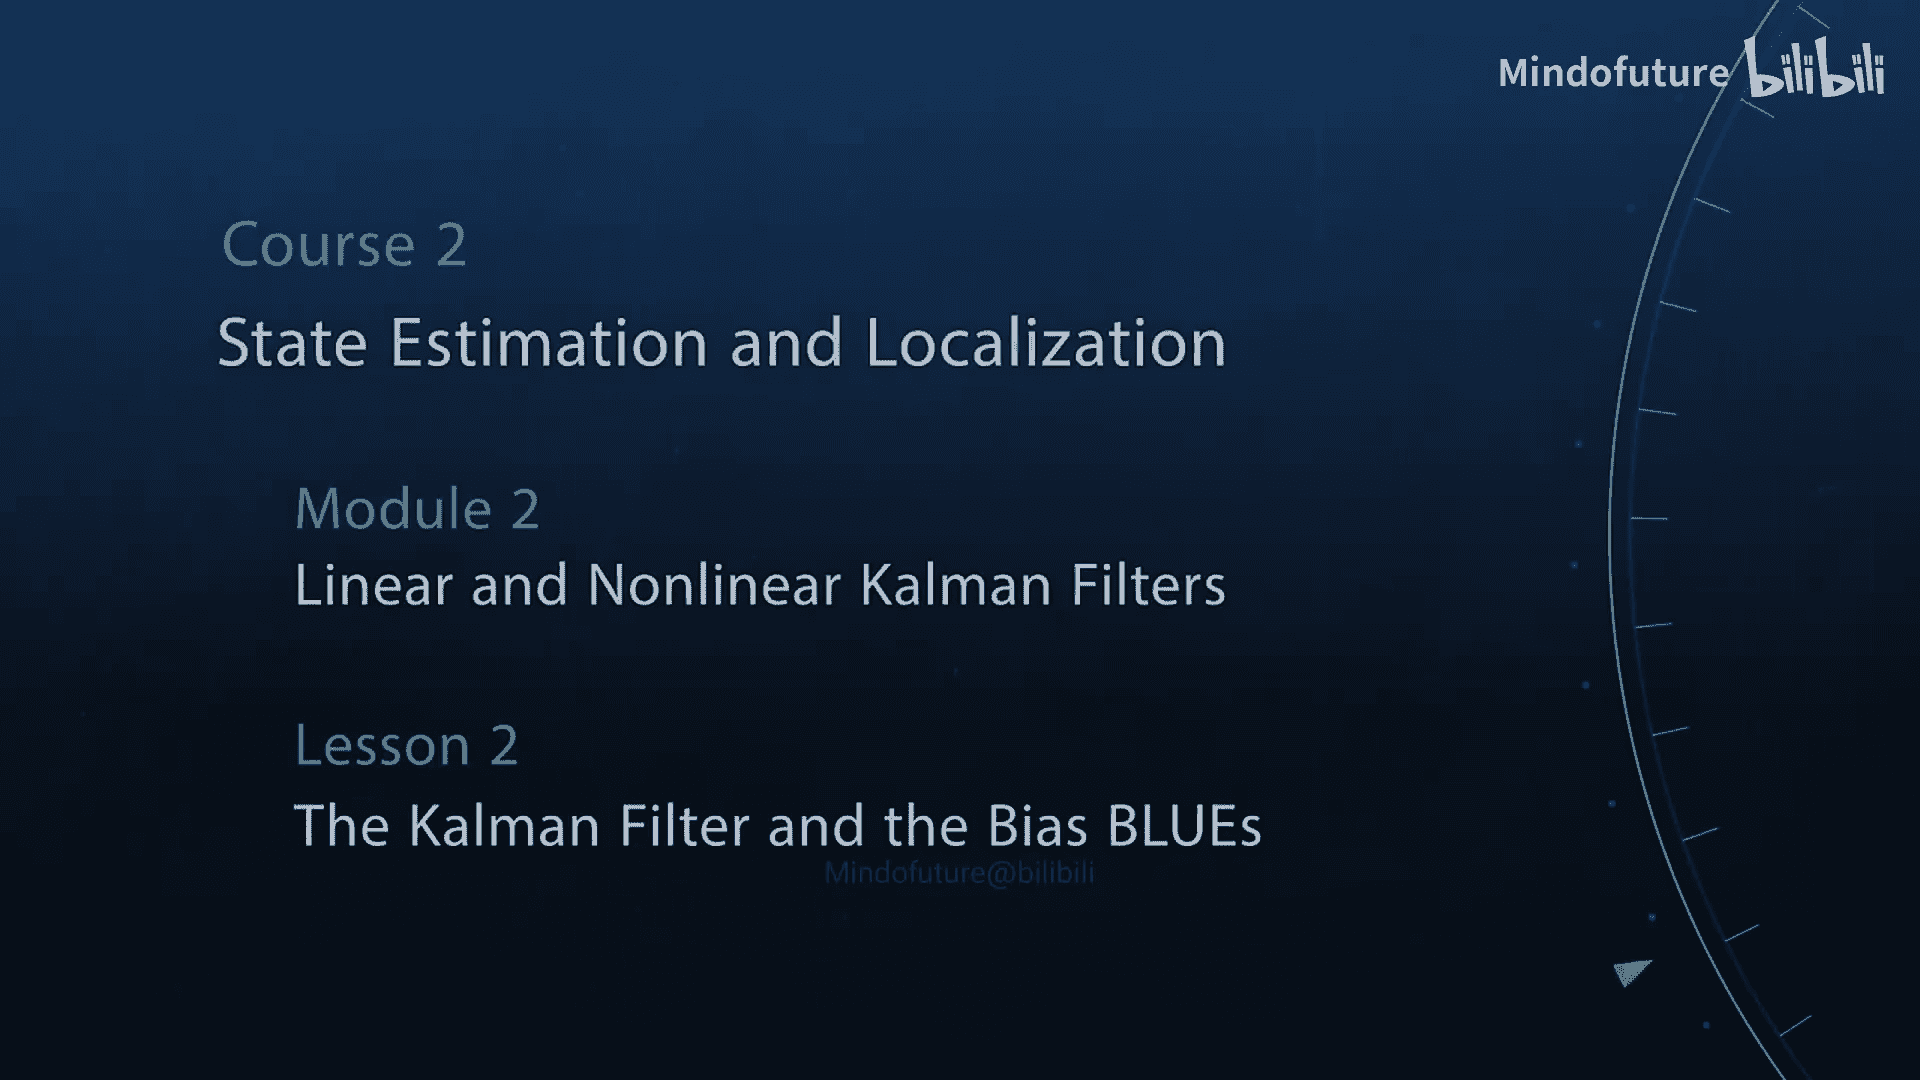 Mindofuture bilibili
Course 2
State Estimation and Localization
Module 2
Linear and Nonlinear Kalman Filters
Lesson 2
The Kalman Filter and the Bias BLUEs
Mindofuture@bilibili